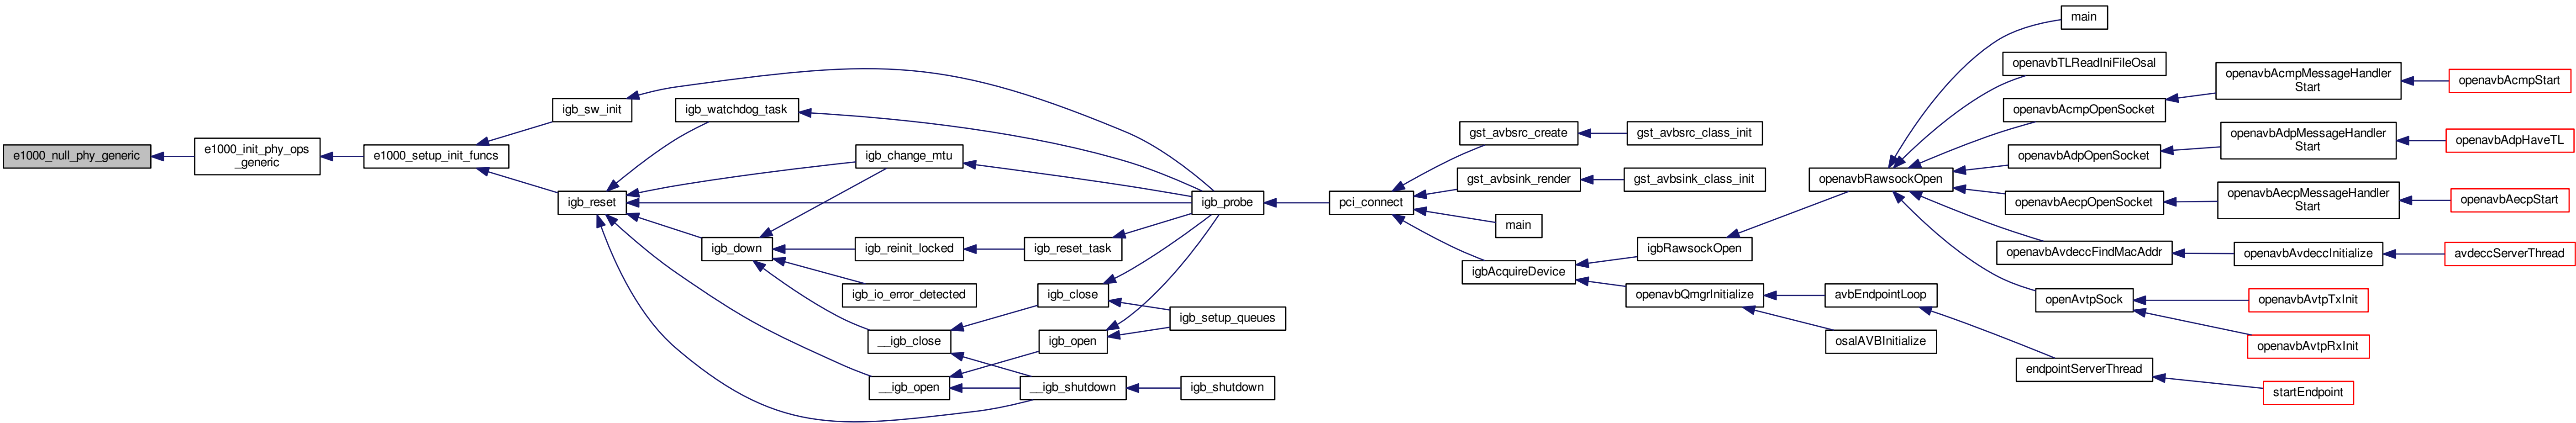 e1000_null_phy_generic
e1000_init_phy_ops
_generic
e1000_setup_init_funcs
igb_sw_init
igb_reset
igb_watchdog_task
igb_change_mtu
igb_down
igb_reinit_locked
igb_reset_task
igb_io_error_detected
igb_close
igb_setup_queues
__igb_close
igb_open
__igb_open
__igb_shutdown
igb_shutdown
igb_probe
pci_connect
gst_avbsrc_create
gst_avbsrc_class_init
gst_avbsink_render
gst_avbsink_class_init
main
igbAcquireDevice
igbRawsockOpen
openavbQmgrInitialize
avbEndpointLoop
osalAVBInitialize
openavbRawsockOpen
main
openavbTLReadIniFileOsal
openavbAcmpOpenSocket
openavbAcmpMessageHandler
Start
openavbAcmpStart
openavbAdpOpenSocket
openavbAdpMessageHandler
Start
openavbAdpHaveTL
openavbAecpOpenSocket
openavbAecpMessageHandler
Start
openavbAecpStart
openavbAvdeccFindMacAddr
openavbAvdeccInitialize
avdeccServerThread
openAvtpSock
openavbAvtpTxInit
openavbAvtpRxInit
endpointServerThread
startEndpoint